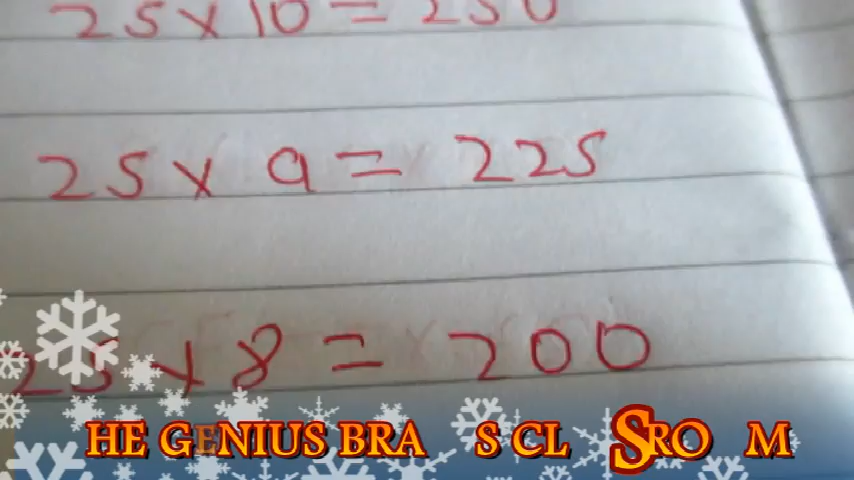 25 x 10 = 250
25 x 9 = 225
25 x 8 = 200
HE GENIUS BRA S CL SRO M